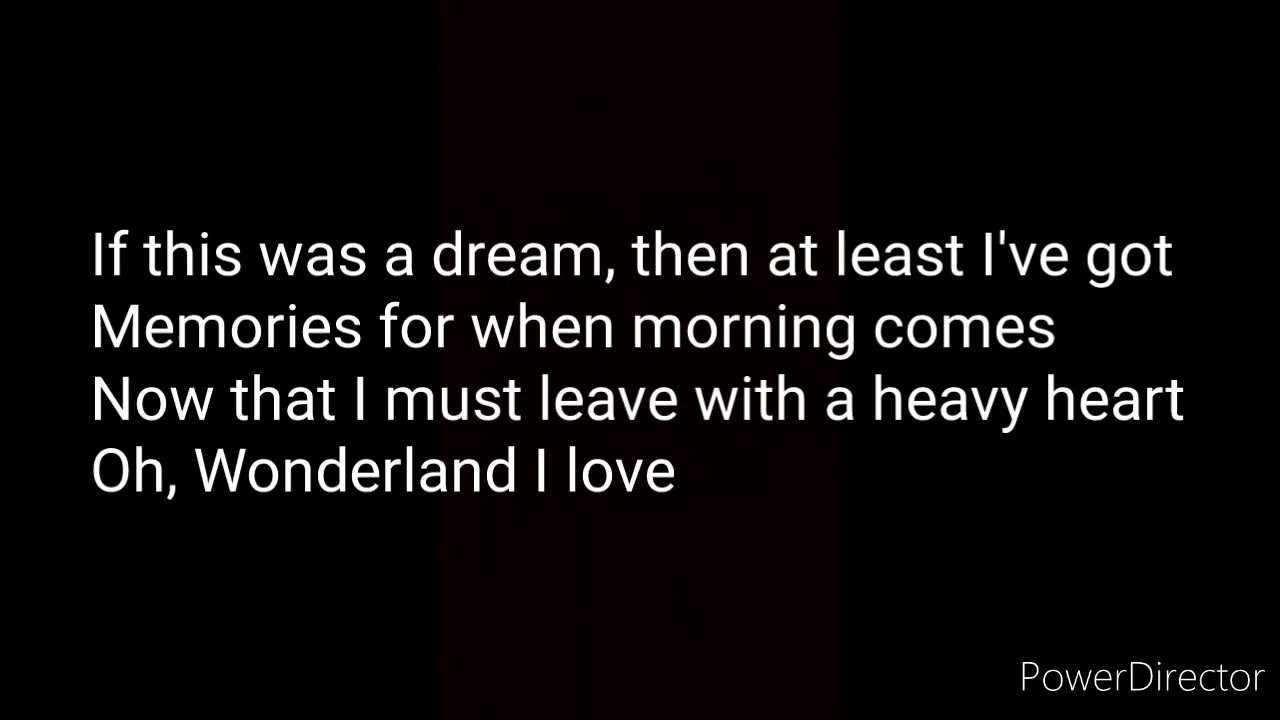 If this was a dream, then at least I've got
Memories for when morning comes
Now that I must leave with a heavy heart
Oh, Wonderland I love
PowerDirector